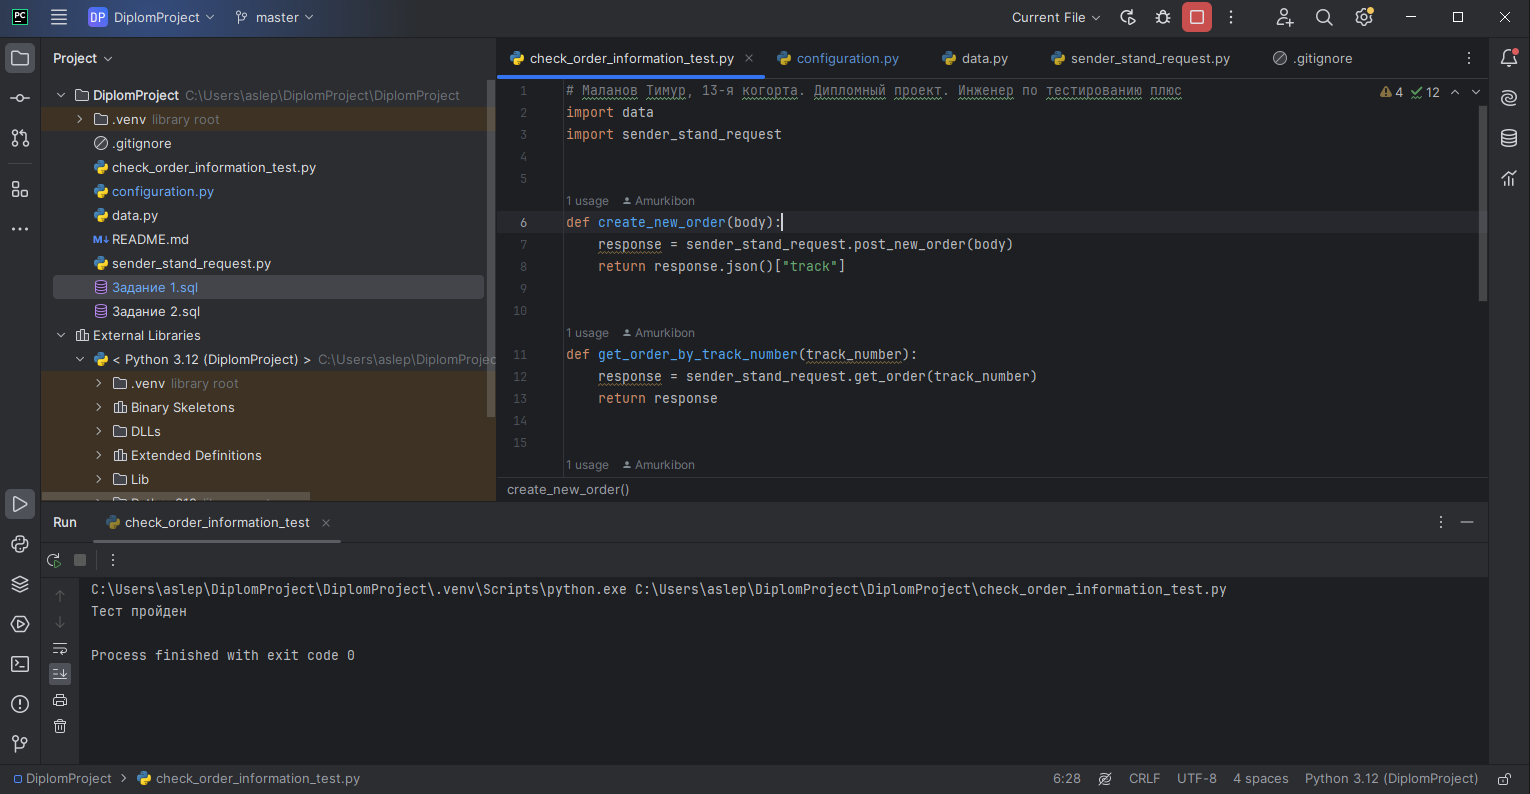 PC
DP DiplomProject master Current File
Project
DiplomProject C:\Users\aslep\DiplomProject\DiplomProject
.venv library root
.gitignore
check_order_information_test.py
configuration.py
data.py
M↓ README.md
sender_stand_request.py
Задание 1.sql
Задание 2.sql
External Libraries
< Python 3.12 (DiplomProject) > C:\Users\aslep\DiplomProjec
.venv library root
Binary Skeletons
DLLs
Extended Definitions
Lib
check_order_information_test.py configuration.py data.py sender_stand_request.py .gitignore
4 12
1 # Маланов Тимур, 13-я когорта. Дипломный проект. Инженер по тестированию плюс
2 import data
3 import sender_stand_request
4
5
1 usage Amurkibon
6 def create_new_order(body):
7 response = sender_stand_request.post_new_order(body)
8 return response.json()["track"]
9
10
1 usage Amurkibon
11 def get_order_by_track_number(track_number):
12 response = sender_stand_request.get_order(track_number)
13 return response
14
15
1 usage Amurkibon
create_new_order()
Run check_order_information_test
C:\Users\aslep\DiplomProject\DiplomProject\.venv\Scripts\python.exe C:\Users\aslep\DiplomProject\DiplomProject\check_order_information_test.py
Тест пройден
Process finished with exit code 0
DiplomProject check_order_information_test.py 6:28 CRLF UTF-8 4 spaces Python 3.12 (DiplomProject)